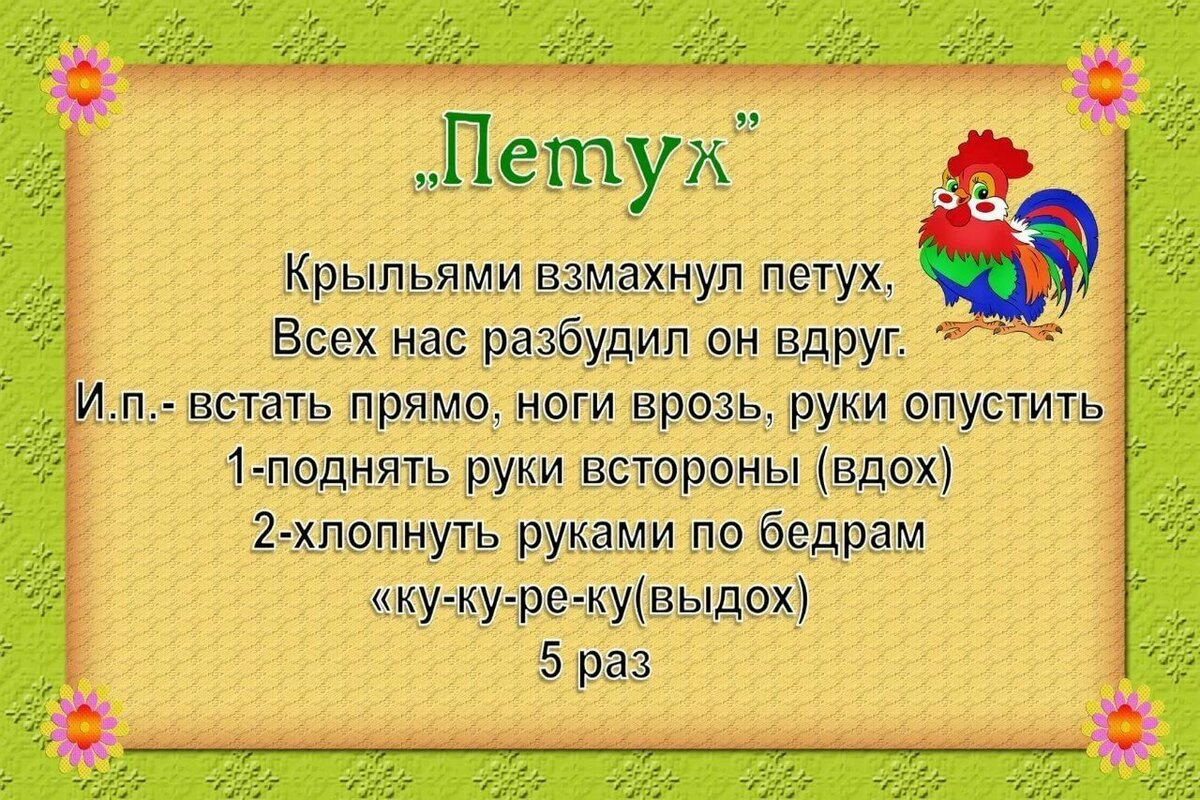 „Петух”
Крыльями взмахнул петух,
Всех нас разбудил он вдруг.
И.п.- встать прямо, ноги врозь, руки опустить
1-поднять руки встороны (вдох)
2-хлопнуть руками по бедрам
«ку-ку-ре-ку(выдох)
5 раз